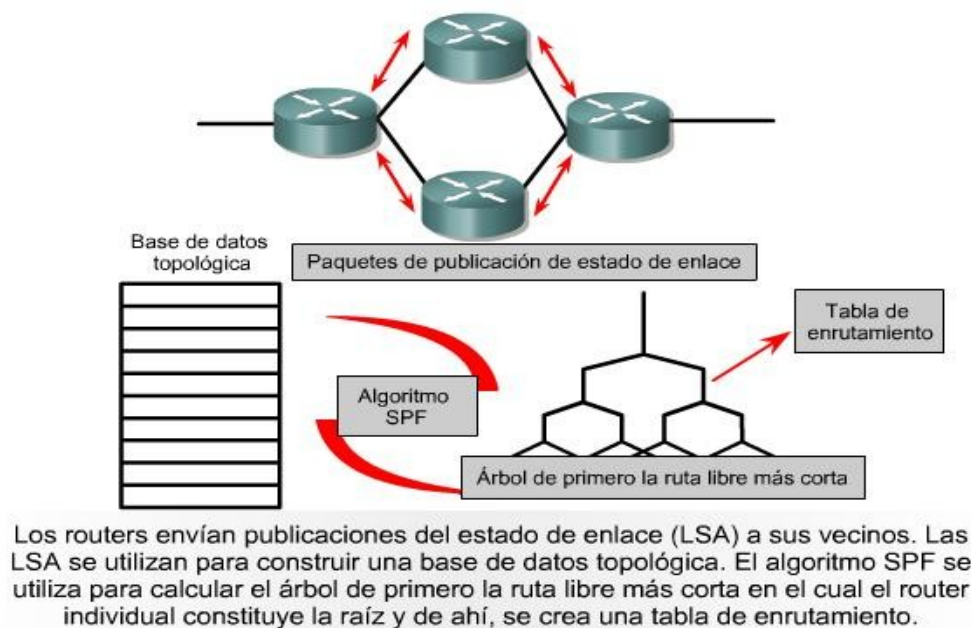 Base de datos
topológica
Paquetes de publicación de estado de enlace
Tabla de
enrutamiento
Algoritmo
SPF
Árbol de primero la ruta libre más corta
Los routers envían publicaciones del estado de enlace (LSA) a sus vecinos. Las
LSA se utilizan para construir una base de datos topológica. El algoritmo SPF se
utiliza para calcular el árbol de primero la ruta libre más corta en el cual el router
individual constituye la raíz y de ahí, se crea una tabla de enrutamiento.